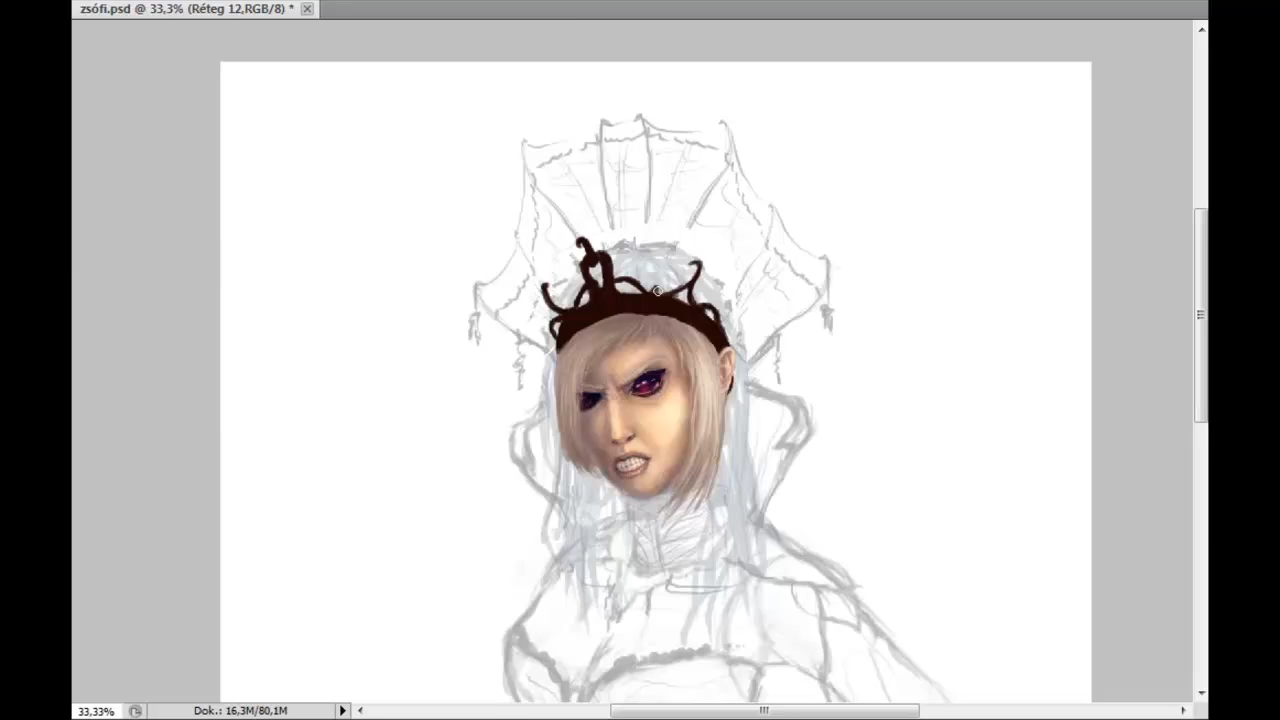 zsófi.psd @ 33,3% (Réteg 12,RGB/8) *
33,33%
Dok.: 16,3M/80,1M